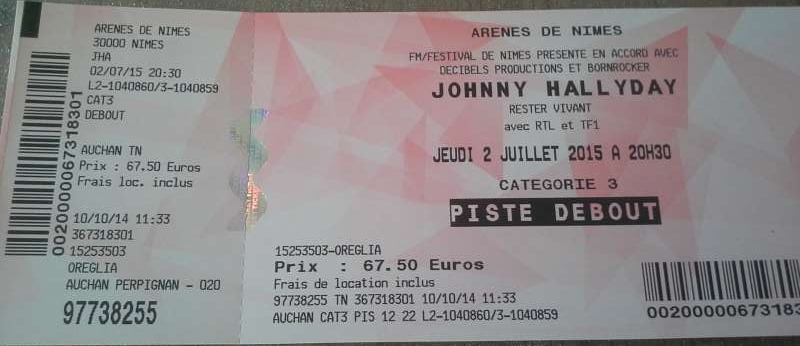 ARENES DE NIMES
30000 NIMES
JHA
02/07/15 20:30
L2-1040860/3-1040859
CAT3
DEBOUT
AUCHAN TN
Prix : 67.50 Euros
Frais loc. inclus
10/10/14 11:33
367318301
15253503
OREGLIA
AUCHAN PERPIGNAN - 020
97738255
0020000067318301
ARENES DE NIMES
FM/FESTIVAL DE NIMES PRESENTE EN ACCORD AVEC
DECIBELS PRODUCTIONS ET BORNROCKER
JOHNNY HALLYDAY
RESTER VIVANT
avec RTL et TF1
JEUDI 2 JUILLET 2015 A 20H30
CATEGORIE 3
PISTE DEBOUT
15253503-OREGLIA
Prix : 67.50 Euros
Frais de location inclus
97738255 TN 367318301 10/10/14 11:33
AUCHAN CAT3 PIS 12 22 L2-1040860/3-1040859
00200000673183